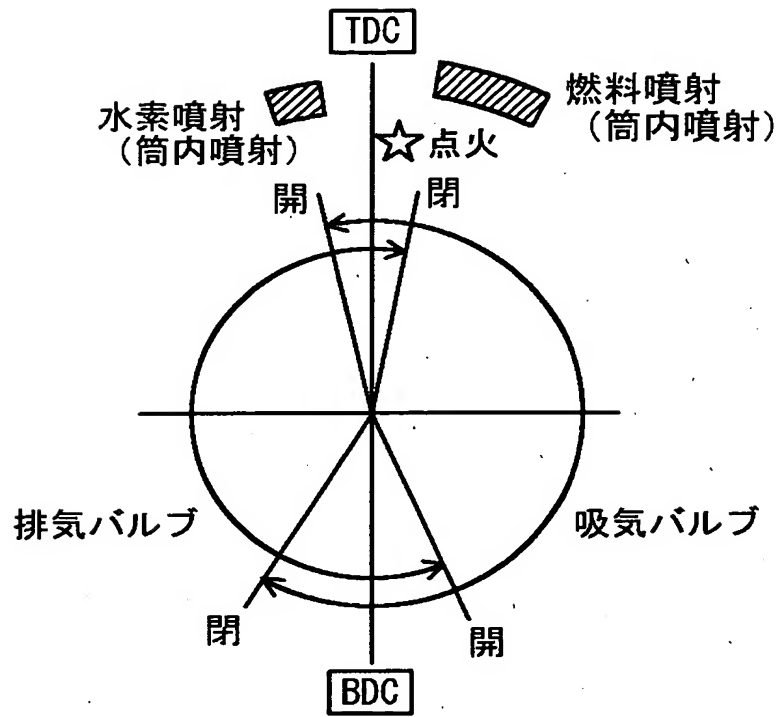 TDC
水素噴射
(筒内噴射)
燃料噴射
(筒内噴射)
点火
開
閉
排気バルブ
吸気バルブ
閉
開
BDC